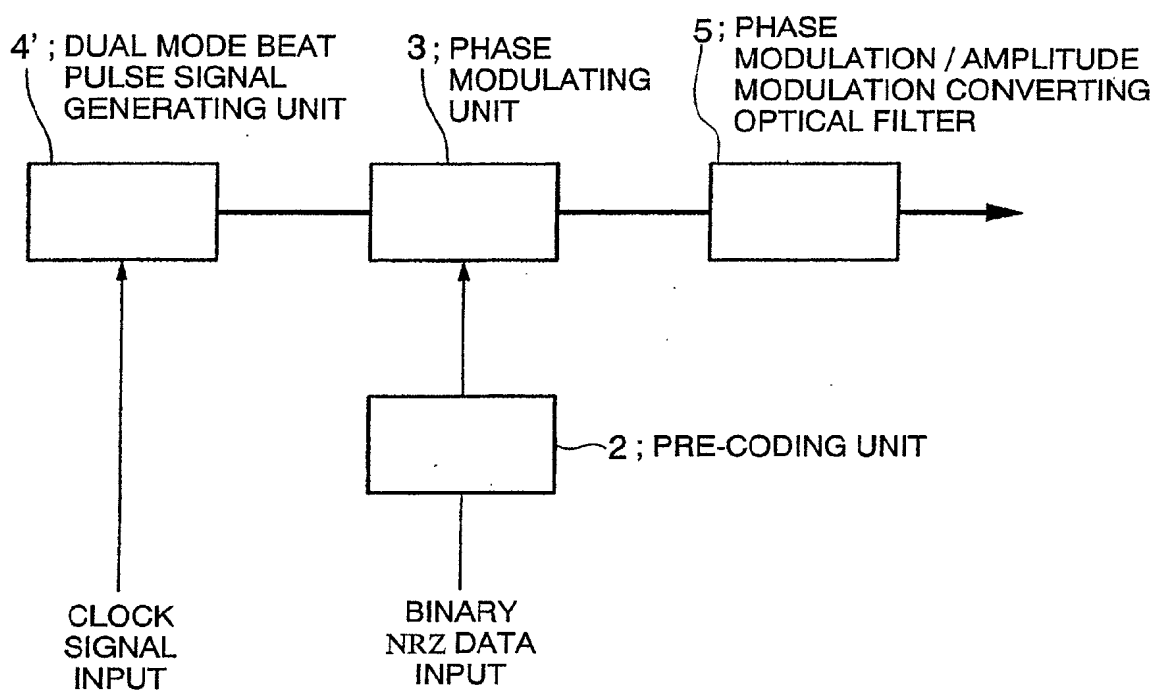 4' ; DUAL MODE BEAT
PULSE SIGNAL
GENERATING UNIT
3 ; PHASE
MODULATING
UNIT
5 ; PHASE
MODULATION / AMPLITUDE
MODULATION CONVERTING
OPTICAL FILTER
2 ; PRE-CODING UNIT
CLOCK
SIGNAL
INPUT
BINARY
NRZ DATA
INPUT